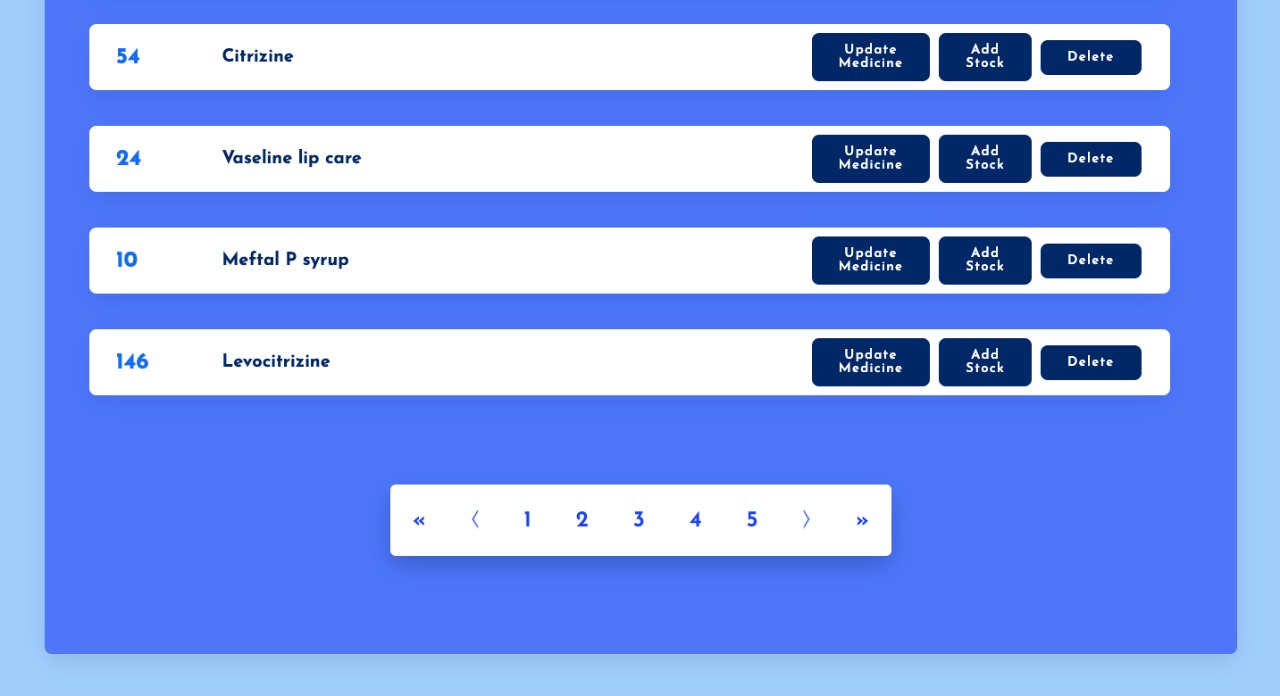 54 Citrizine Update Medicine Add Stock Delete
24 Vaseline lip care Update Medicine Add Stock Delete
10 Meftal P syrup Update Medicine Add Stock Delete
146 Levocitrizine Update Medicine Add Stock Delete
« 〈 1 2 3 4 5 〉 »